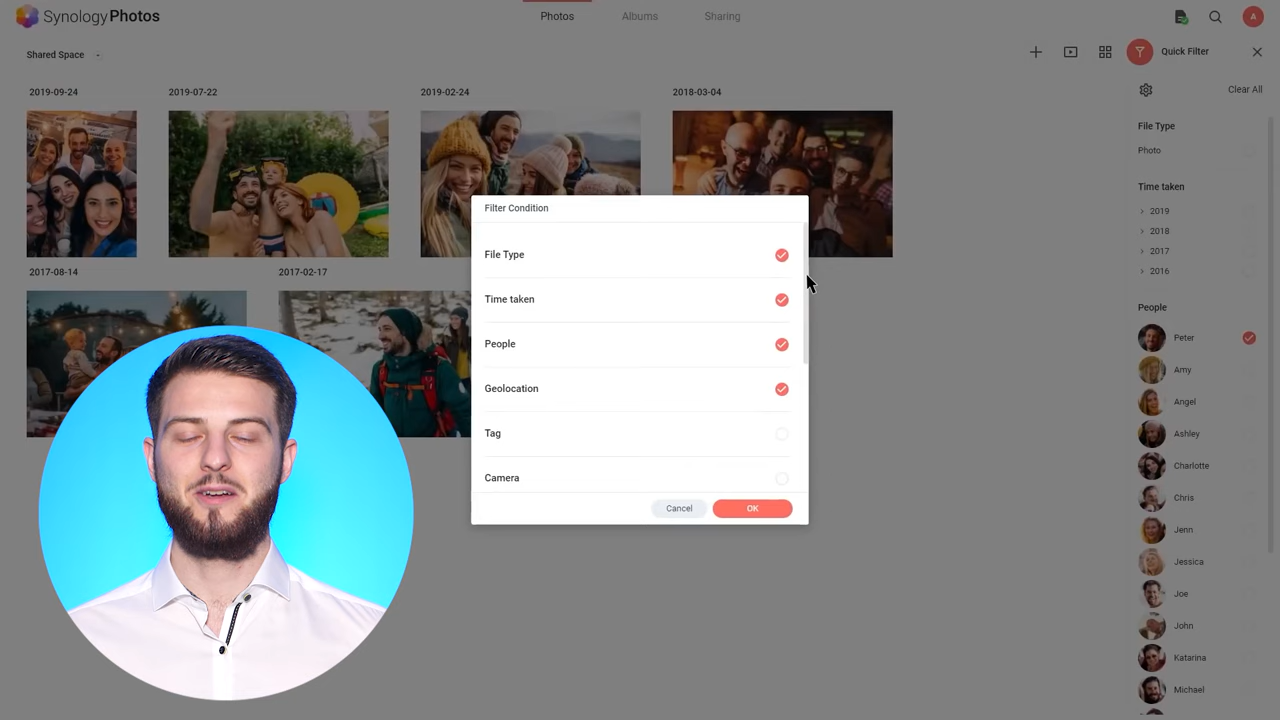 SynologyPhotos
Photos
Albums
Sharing
A
Shared Space
Quick Filter
Clear All
2019-09-24
2019-07-22
2019-02-24
2018-03-04
2017-08-14
2017-02-17
Filter Condition
File Type
Time taken
People
Geolocation
Tag
Camera
Cancel
OK
File Type
Photo
Time taken
2019
2018
2017
2016
People
Peter
Amy
Angel
Ashley
Charlotte
Chris
Jenn
Jessica
Joe
John
Katarina
Michael